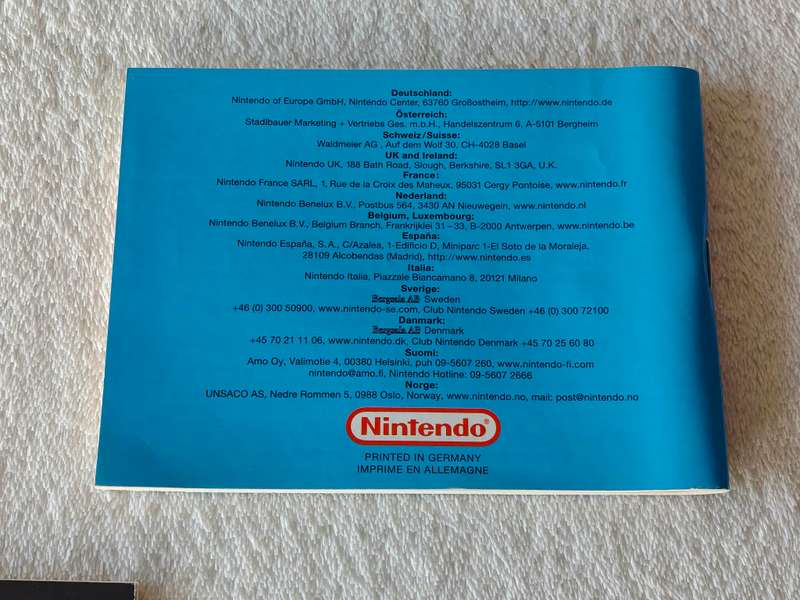 Deutschland:
Nintendo of Europe GmbH, Nintendo Center, 63760 Großostheim, http://www.nintendo.de
Österreich:
Stadlbauer Marketing + Vertriebs Ges. m.b.H., Handelszentrum 6, A-5101 Bergheim
Schweiz/Suisse:
Waldmeier AG , Auf dem Wolf 30, CH-4028 Basel
UK and Ireland:
Nintendo UK, 188 Bath Road, Slough, Berkshire, SL1 3GA, U.K.
France:
Nintendo France SARL, 1, Rue de la Croix des Maheux, 95031 Cergy Pontoise, www.nintendo.fr
Nederland:
Nintendo Benelux B.V., Postbus 564, 3430 AN Nieuwegein, www.nintendo.nl
Belgium, Luxembourg:
Nintendo Benelux B.V., Belgium Branch, Frankrijklei 31–33, B-2000 Antwerpen, www.nintendo.be
España:
Nintendo España, S.A., C/Azalea, 1-Edificio D, Miniparc 1-El Soto de la Moraleja,
28109 Alcobendas (Madrid), http://www.nintendo.es
Italia:
Nintendo Italia, Piazzale Biancamano 8, 20121 Milano
Sverige:
Bergsala AB Sweden
+46 (0) 300 50900, www.nintendo-se.com, Club Nintendo Sweden +46 (0) 300 72100
Danmark:
Bergsala AB Denmark
+45 70 21 11 06, www.nintendo.dk, Club Nintendo Denmark +45 70 25 60 80
Suomi:
Amo Oy, Valimotie 4, 00380 Helsinki, puh 09-5607 260, www.nintendo-fi.com
nintendo@amo.fi, Nintendo Hotline: 09-5607 2666
Norge:
UNSACO AS, Nedre Rommen 5, 0988 Oslo, Norway, www.nintendo.no, mail: post@nintendo.no
Nintendo®
PRINTED IN GERMANY
IMPRIME EN ALLEMAGNE